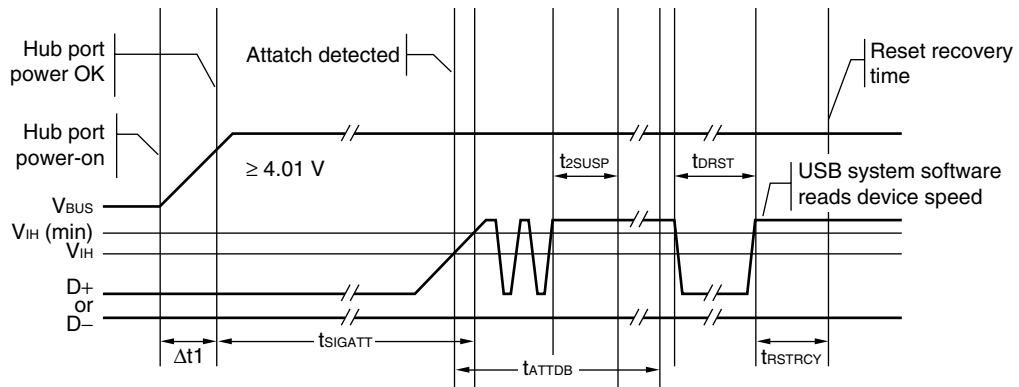 Hub port
power OK
Attatch detected
Reset recovery
time
Hub port
power-on
≥ 4.01 V
t2SUSP
tDRST
USB system software
reads device speed
VBUS
VIH (min)
VIH
D+
or
D−
Δt1
tSIGATT
tATTDB
tRSTRCY